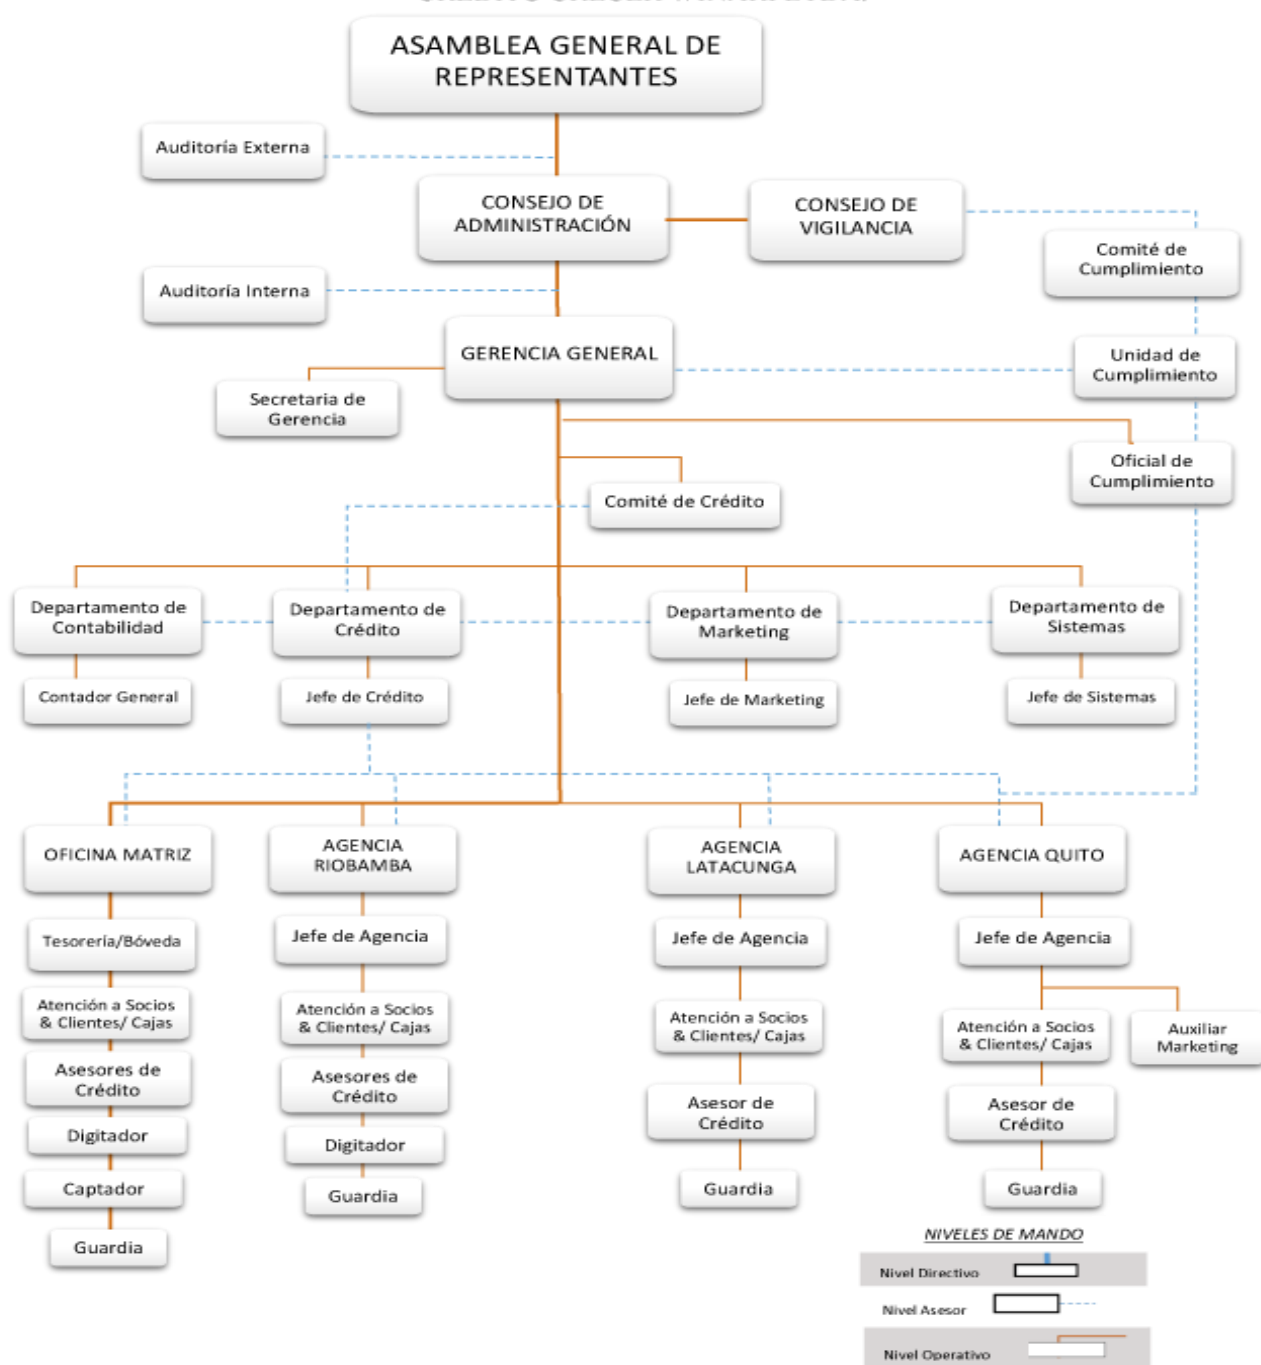 ASAMBLEA GENERAL DE
REPRESENTANTES
Auditoría Externa
CONSEJO DE
ADMINISTRACIÓN
CONSEJO DE
VIGILANCIA
Comité de
Cumplimiento
Auditoría Interna
GERENCIA GENERAL
Unidad de
Cumplimiento
Secretaria de
Gerencia
Oficial de
Cumplimiento
Comité de Crédito
Departamento de
Contabilidad
Departamento de
Crédito
Departamento de
Marketing
Departamento de
Sistemas
Contador General
Jefe de Crédito
Jefe de Marketing
Jefe de Sistemas
OFICINA MATRIZ
AGENCIA
RIOBAMBA
AGENCIA
LATACUNGA
AGENCIA QUITO
Tesorería/Bóveda
Jefe de Agencia
Jefe de Agencia
Jefe de Agencia
Atención a Socios
& Clientes/ Cajas
Atención a Socios
& Clientes/ Cajas
Atención a Socios
& Clientes/ Cajas
Atención a Socios
& Clientes/ Cajas
Auxiliar
Marketing
Asesores de
Crédito
Asesores de
Crédito
Asesor de
Crédito
Asesor de
Crédito
Digitador
Digitador
Captador
Guardia
Guardia
Guardia
Guardia
NIVELES DE MANDO
Nivel Directivo
Nivel Asesor
Nivel Operativo